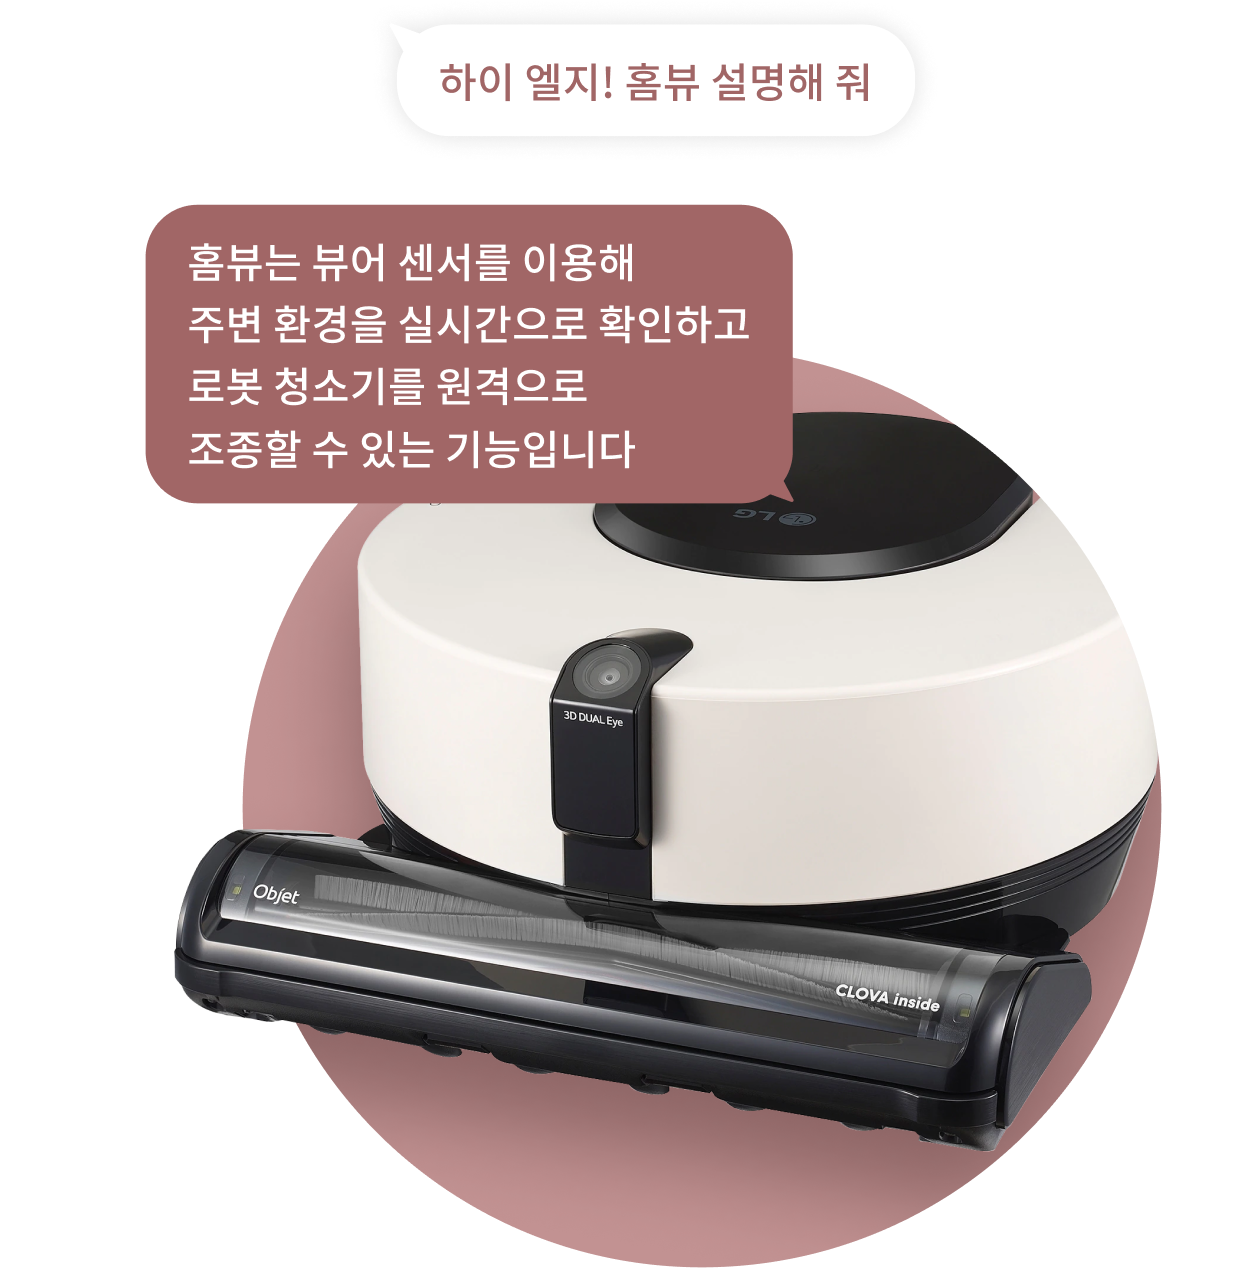 하이 엘지! 홈뷰 설명해 줘
홈뷰는 뷰어 센서를 이용해
주변 환경을 실시간으로 확인하고
로봇 청소기를 원격으로
조종할 수 있는 기능입니다
LG
3D DUAL Eye
Objet
CLOVA inside